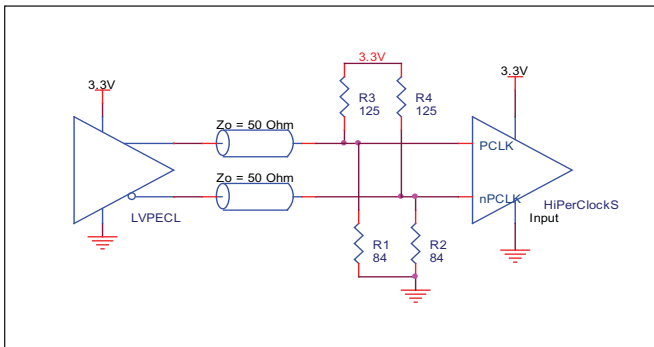 3.3V
3.3V
3.3V
R3
125
R4
125
Zo = 50 Ohm
PCLK
Zo = 50 Ohm
nPCLK
HiPerClockS
Input
LVPECL
R1
84
R2
84